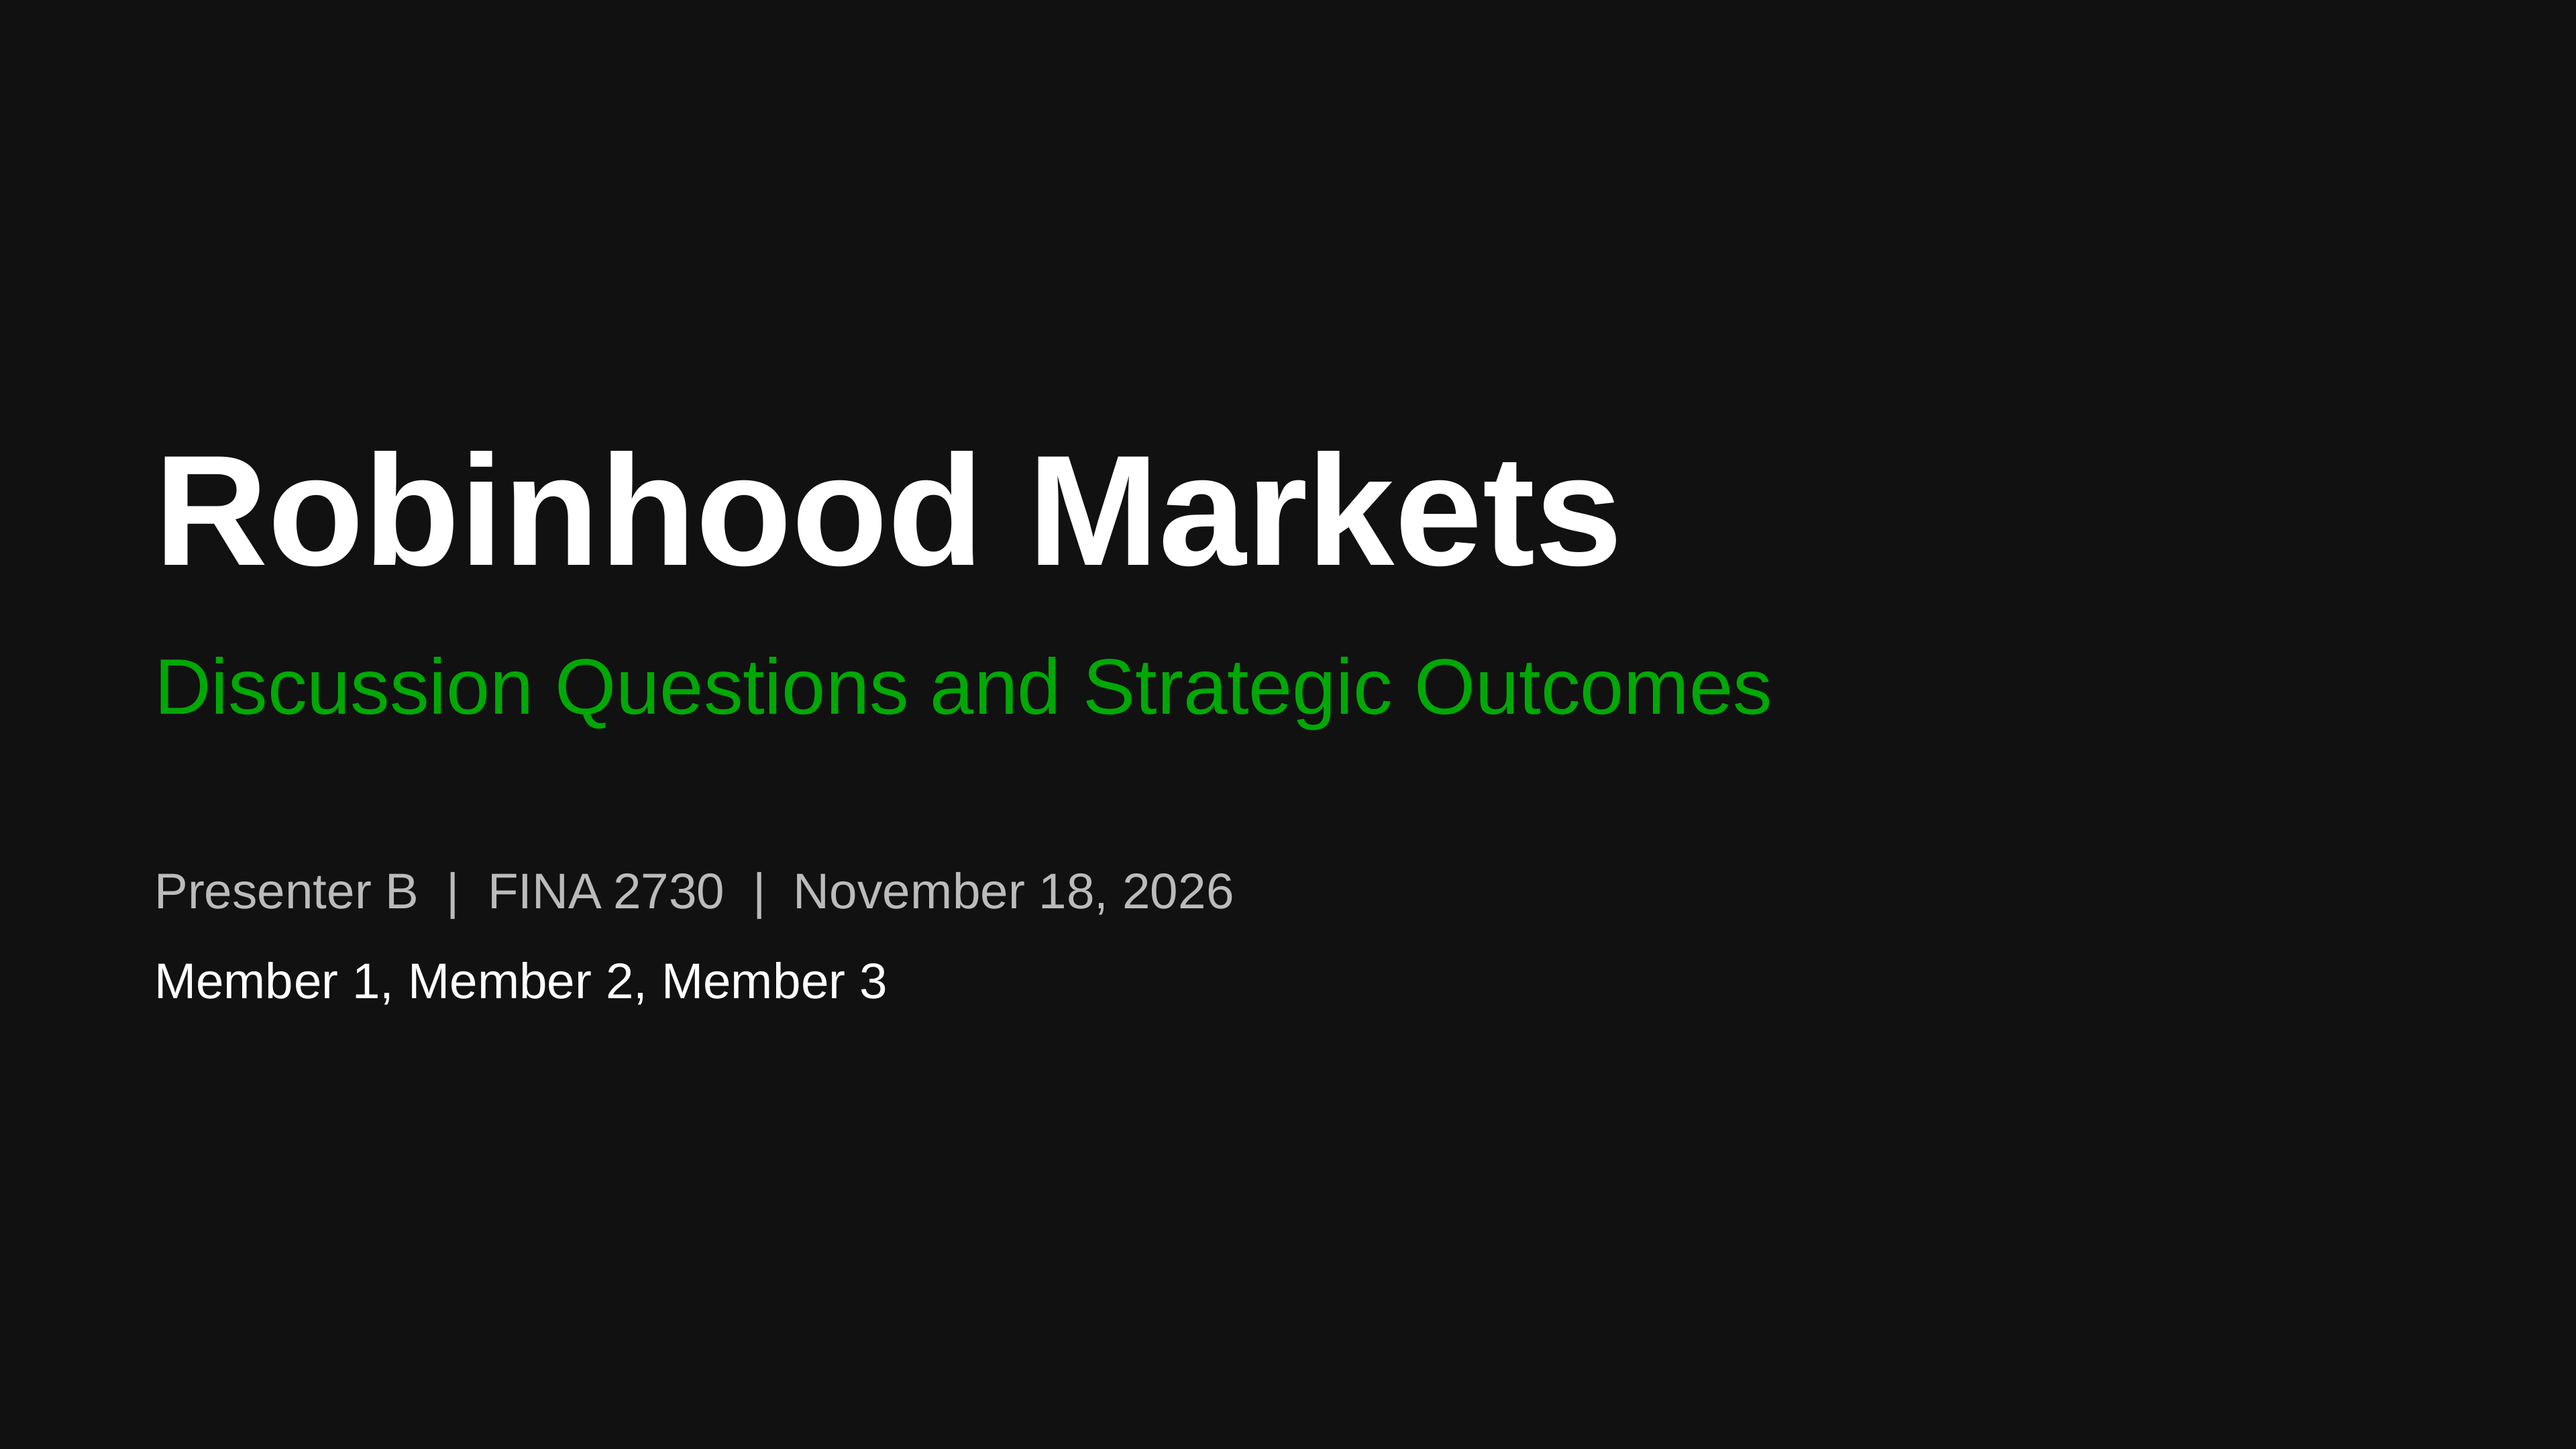 Robinhood Markets
Discussion Questions and Strategic Outcomes
Presenter B | FINA 2730 | November 18, 2026
Member 1, Member 2, Member 3